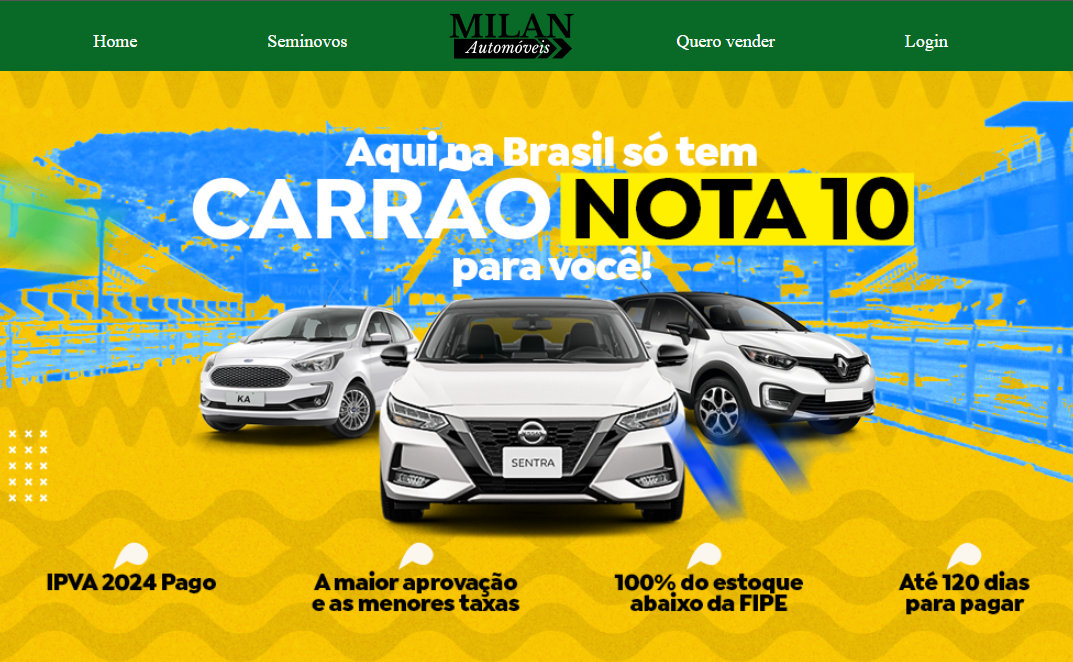 Home
Seminovos
MILAN
Automóveis
Quero vender
Login
Aqui na Brasil só tem
CARRÃO NOTA 10
para você!
KA
SENTRA
IPVA 2024 Pago
A maior aprovação
e as menores taxas
100% do estoque
abaixo da FIPE
Até 120 dias
para pagar